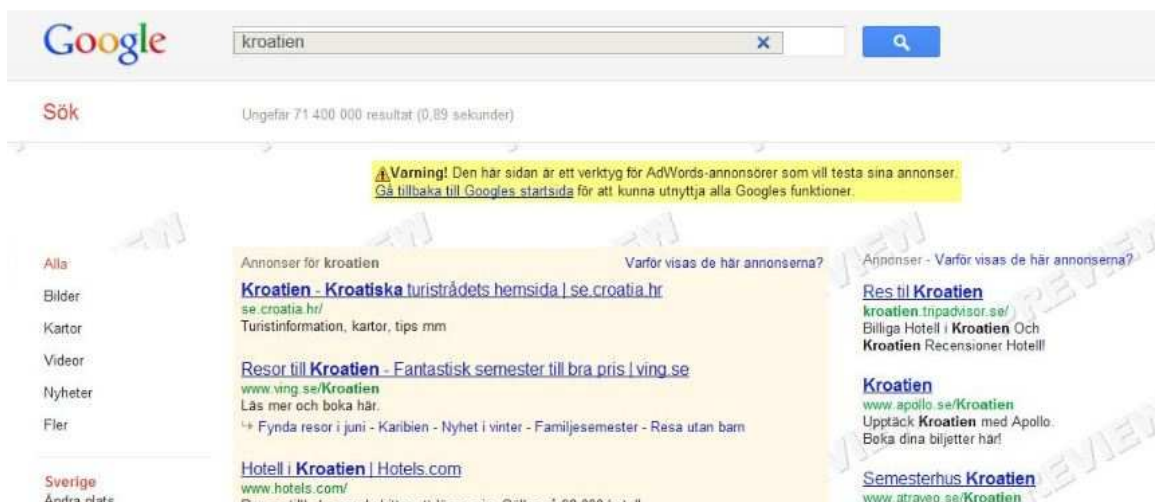 Google
kroatien
Sök
Ungefär 71 400 000 resultat (0,89 sekunder)
Varning! Den här sidan är ett verktyg för AdWords-annonsörer som vill testa sina annonser.
Gå tillbaka till Googles startsida för att kunna utnyttja alla Googles funktioner.
Alla
Bilder
Kartor
Videor
Nyheter
Fler
Sverige
Ändra plats
Annonser för kroatien
Varför visas de här annonserna?
Kroatien - Kroatiska turistrådets hemsida | se.croatia.hr
se.croatia.hr/
Turistinformation, kartor, tips mm
Resor till Kroatien - Fantastisk semester till bra pris | ving.se
www.ving.se/Kroatien
Läs mer och boka här.
Fynda resor i juni - Karibien - Nyhet i vinter - Familjesemester - Resa utan barn
Hotell i Kroatien | Hotels.com
www.hotels.com/
Annonser - Varför visas de här annonserna?
Res til Kroatien
kroatien.tripadvisor.se/
Billiga Hotell i Kroatien Och
Kroatien Recensioner Hotell!
Kroatien
www.apollo.se/Kroatien
Upptäck Kroatien med Apollo.
Boka dina biljetter här!
Semesterhus Kroatien
www.atraveo.se/Kroatien
PREVIEW